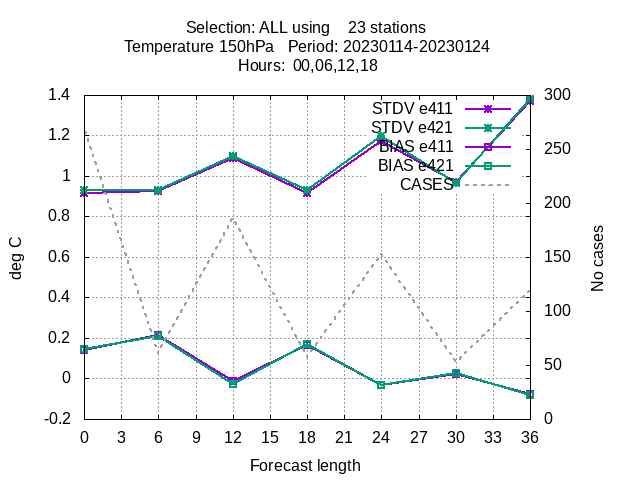 Selection: ALL using    23 stations
Temperature 150hPa   Period: 20230114-20230124
Hours:  00,06,12,18
1.4
1.2
1
0.8
0.6
0.4
0.2
0
-0.2
300
250
200
150
100
50
0
STDV e411
STDV e421
BIAS e411
BIAS e421
CASES
deg C
No cases
0 3 6 9 12 15 18 21 24 27 30 33 36
Forecast length